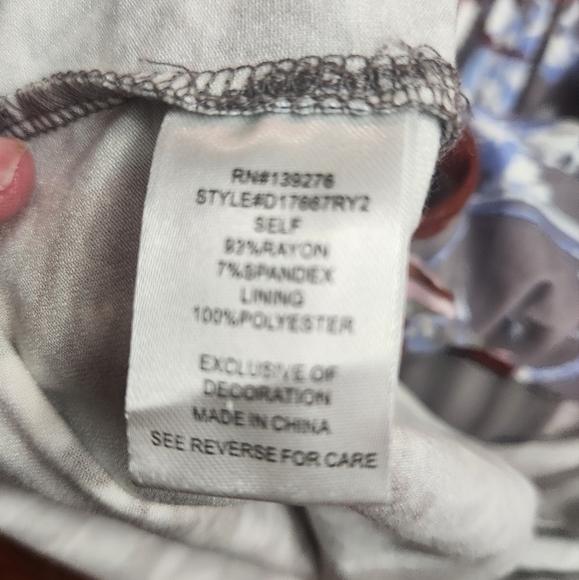 RN#139276
STYLE#D17667RY2
SELF
93%RAYON
7%SPANDEX
LINING
100%POLYESTER
EXCLUSIVE OF
DECORATION
MADE IN CHINA
SEE REVERSE FOR CARE